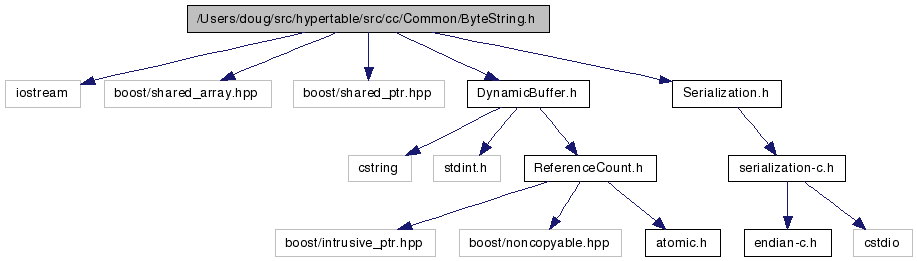 /Users/doug/src/hypertable/src/cc/Common/ByteString.h
iostream
boost/shared_array.hpp
boost/shared_ptr.hpp
DynamicBuffer.h
Serialization.h
cstring
stdint.h
ReferenceCount.h
serialization-c.h
boost/intrusive_ptr.hpp
boost/noncopyable.hpp
atomic.h
endian-c.h
cstdio